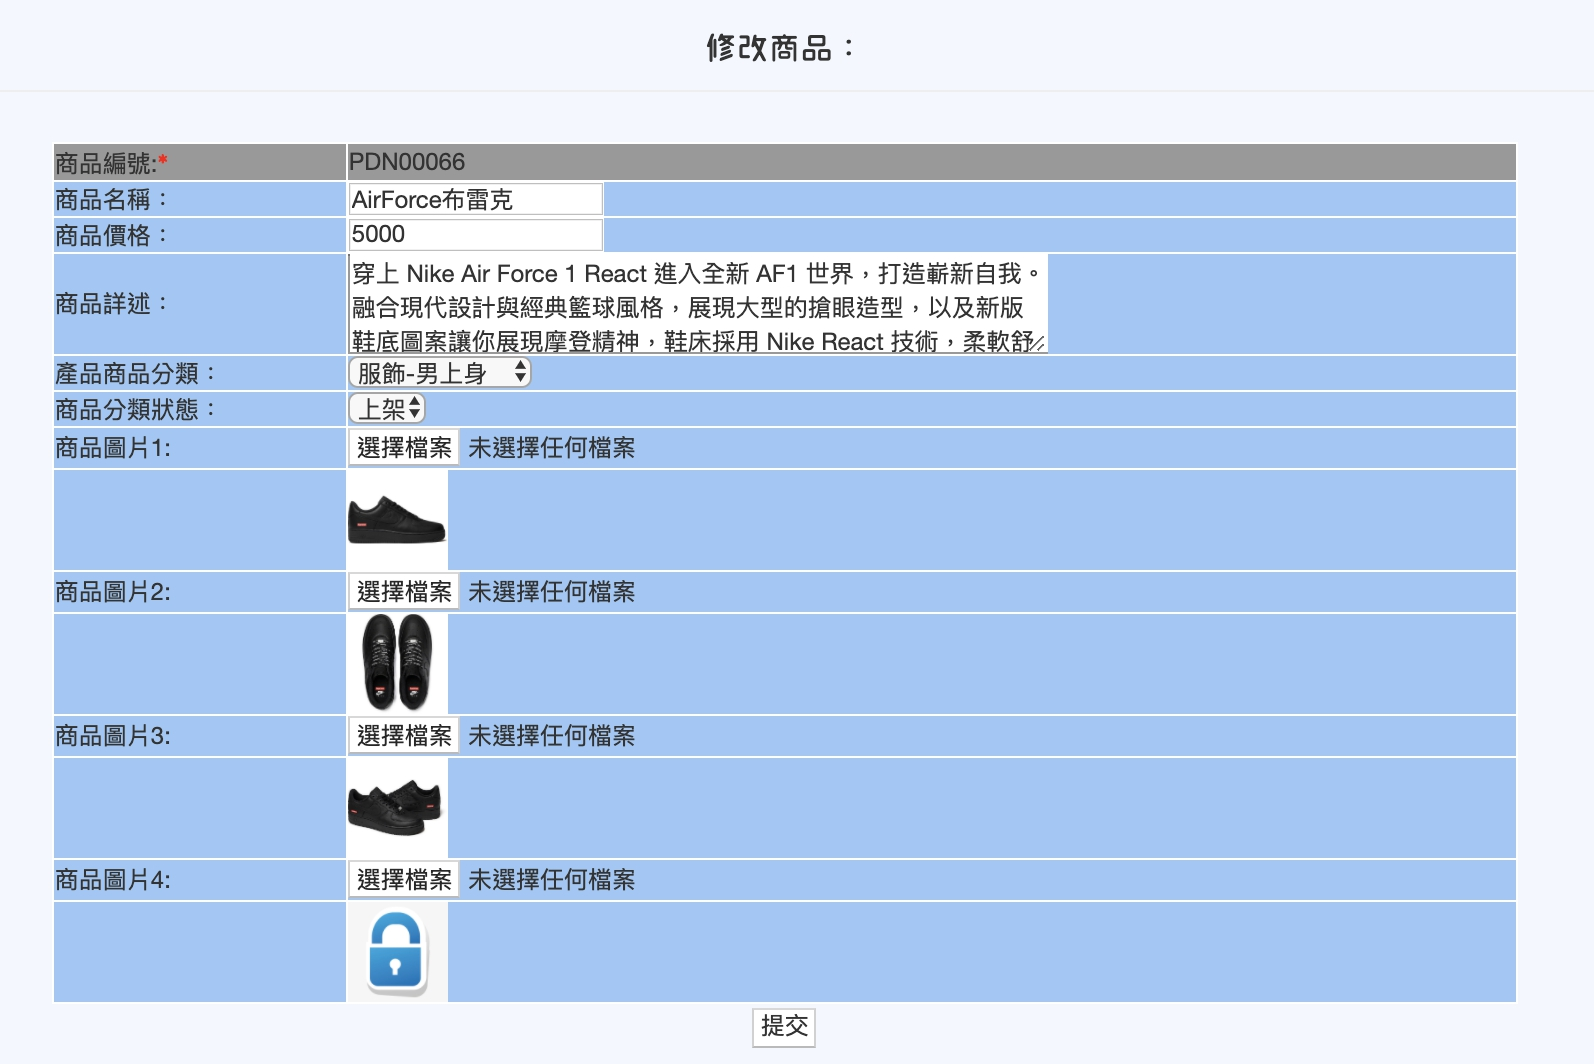 修改商品：
商品編號:* PDN00066
商品名稱： AirForce布雷克
商品價格： 5000
商品詳述： 穿上 Nike Air Force 1 React 進入全新 AF1 世界，打造嶄新自我。
融合現代設計與經典籃球風格，展現大型的搶眼造型，以及新版
鞋底圖案讓你展現摩登精神，鞋床採用 Nike React 技術，柔軟舒
產品商品分類： 服飾-男上身
商品分類狀態： 上架
商品圖片1: 選擇檔案 未選擇任何檔案
商品圖片2: 選擇檔案 未選擇任何檔案
商品圖片3: 選擇檔案 未選擇任何檔案
商品圖片4: 選擇檔案 未選擇任何檔案
提交